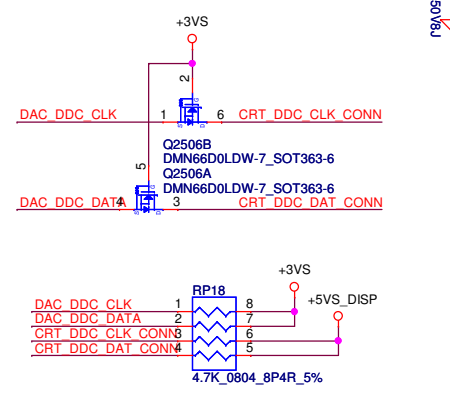 50V8J
+3VS
2
DAC_DDC_CLK 1 6 CRT_DDC_CLK_CONN
S G D
Q2506B
DMN66D0LDW-7_SOT363-6
5
Q2506A
DMN66D0LDW-7_SOT363-6
DAC_DDC_DATA 4 3 CRT_DDC_DAT_CONN
S G D
+3VS
RP18
+5VS_DISP
DAC_DDC_CLK 1 8
DAC_DDC_DATA 2 7
CRT_DDC_CLK_CONN 3 6
CRT_DDC_DAT_CONN 4 5
4.7K_0804_8P4R_5%